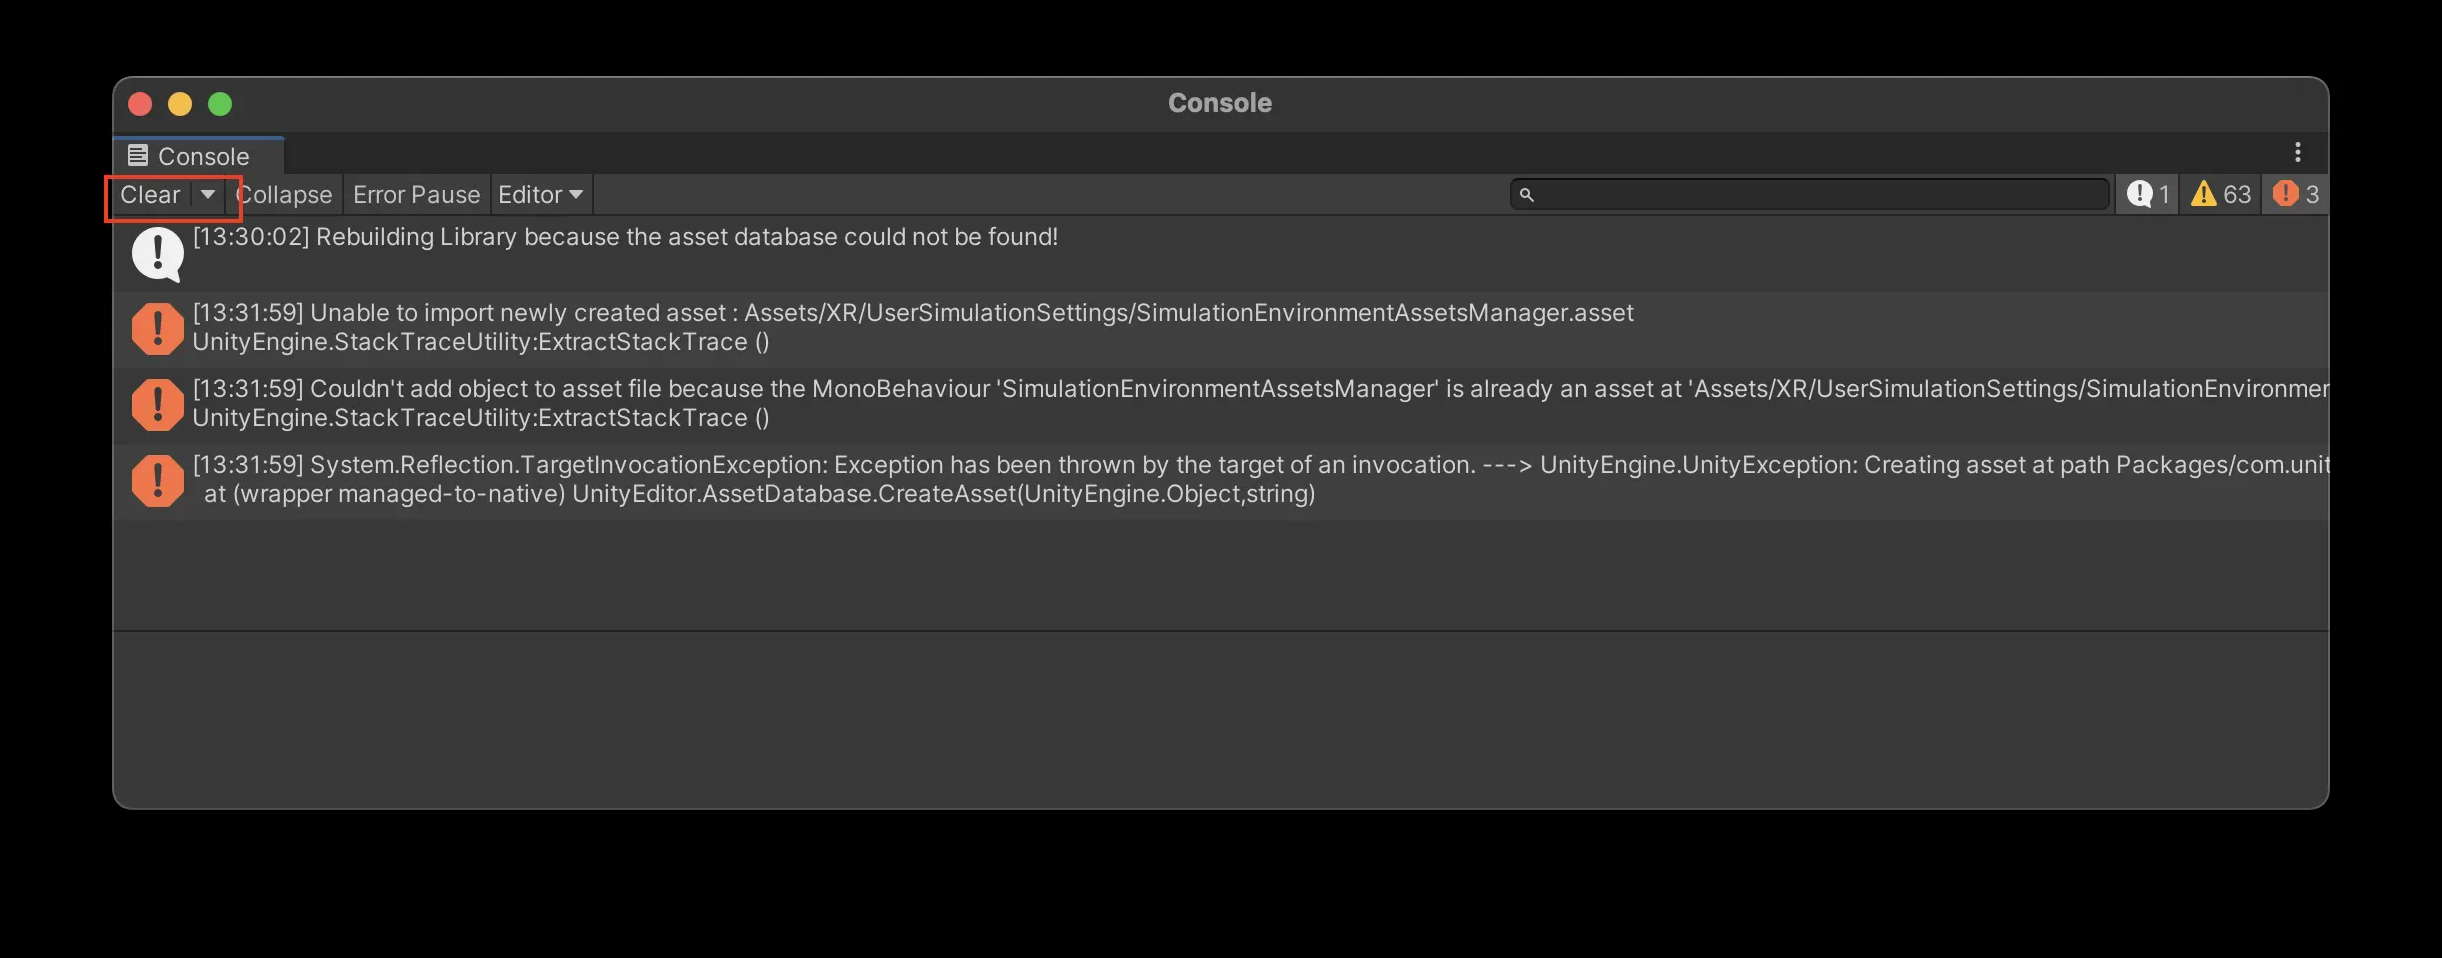 Console
Console
Clear Collapse Error Pause Editor 1 63 3
[13:30:02] Rebuilding Library because the asset database could not be found!
[13:31:59] Unable to import newly created asset : Assets/XR/UserSimulationSettings/SimulationEnvironmentAssetsManager.asset
UnityEngine.StackTraceUtility:ExtractStackTrace ()
[13:31:59] Couldn't add object to asset file because the MonoBehaviour 'SimulationEnvironmentAssetsManager' is already an asset at 'Assets/XR/UserSimulationSettings/SimulationEnvironmer
UnityEngine.StackTraceUtility:ExtractStackTrace ()
[13:31:59] System.Reflection.TargetInvocationException: Exception has been thrown by the target of an invocation. ---> UnityEngine.UnityException: Creating asset at path Packages/com.unit
at (wrapper managed-to-native) UnityEditor.AssetDatabase.CreateAsset(UnityEngine.Object,string)